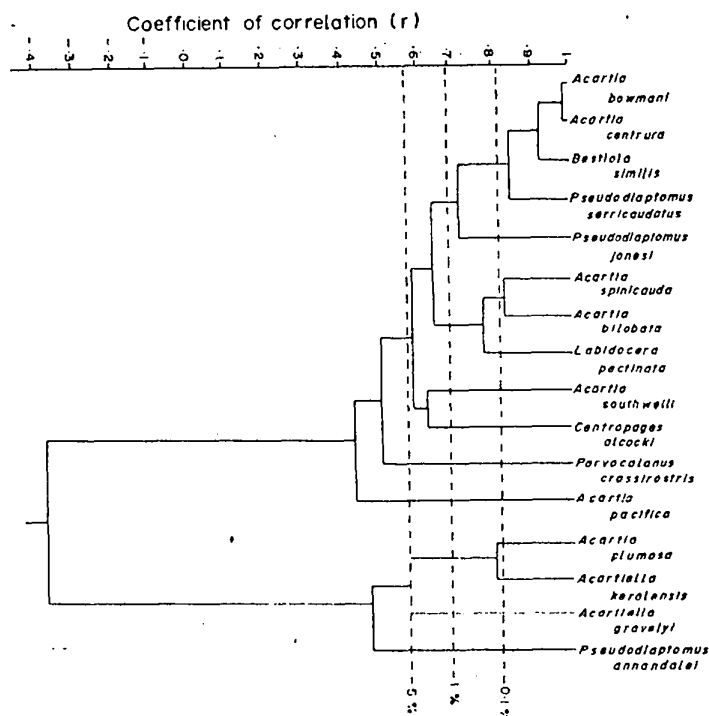 Coefficient of correlation (r)
-.4 -.3 -.2 -.1 .0 .1 .2 .3 .4 .5 .6 .7 .8 .9 1
Acartia
bowmani
Acartia
centrura
Bestiola
similis
Pseudodiaptomus
serricaudatus
Pseudodiaptomus
jonesi
Acartia
spinicauda
Acartia
bilobata
Labidocera
pectinata
Acartia
southwelli
Centropages
alcocki
Parvocalanus
crassirostris
Acartia
pacifica
Acartia
plumosa
Acartiella
keralensis
Acartiella
gravelyi
Pseudodiaptomus
annandalei
5% 1% 0.1%